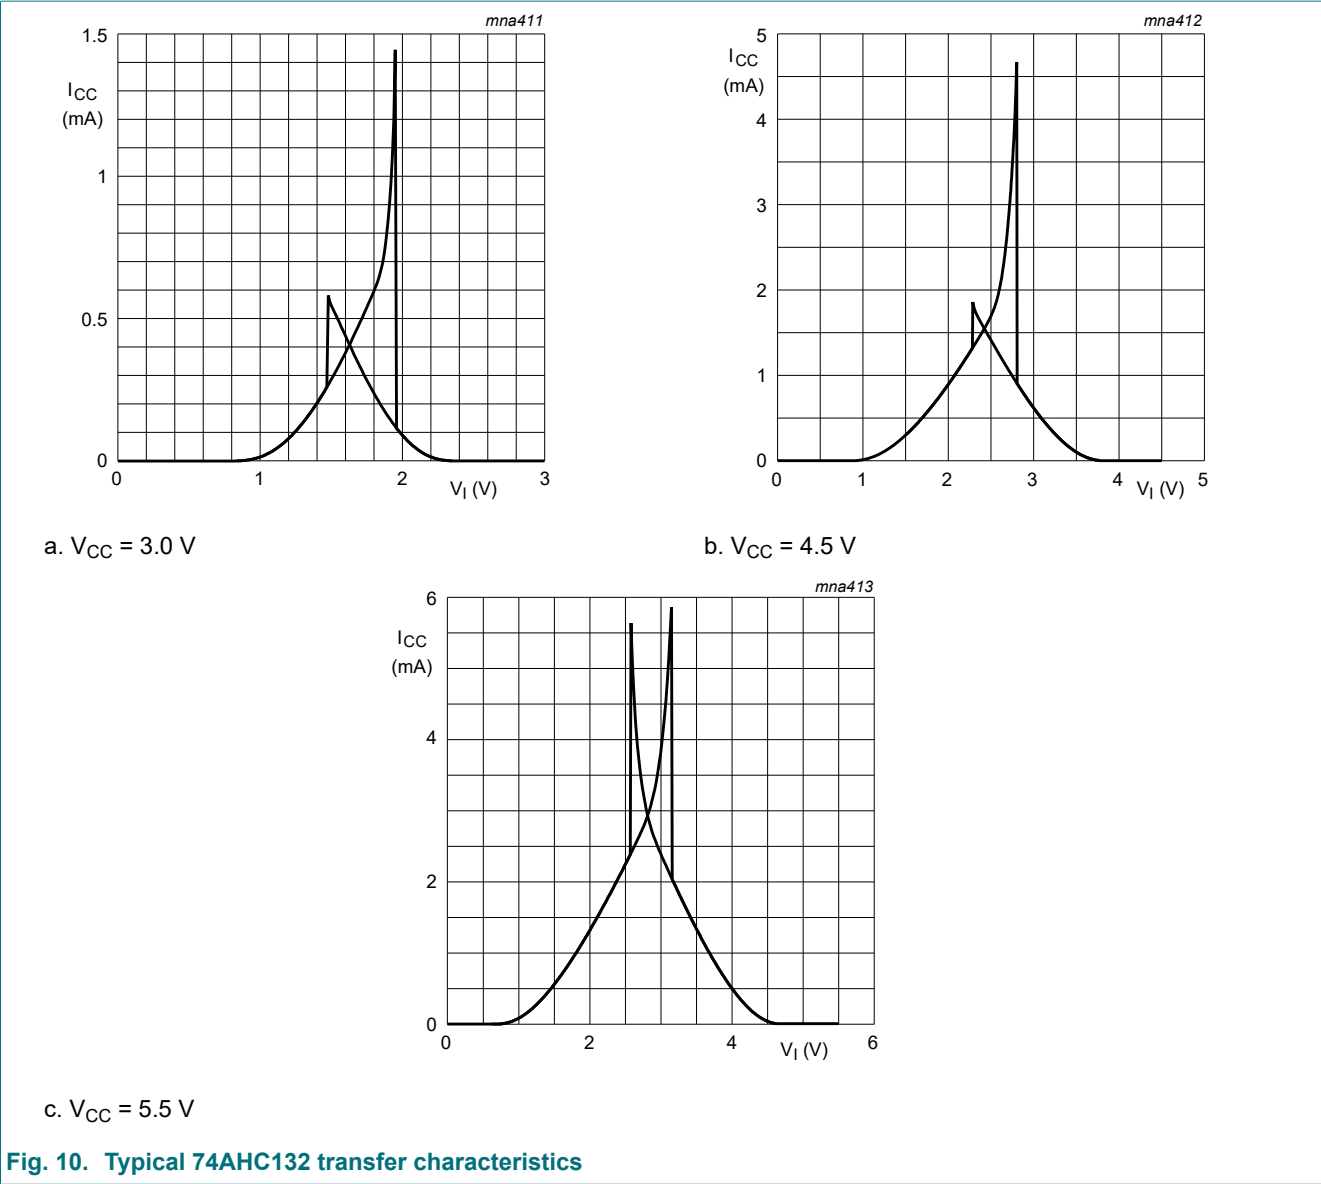 mna411
1.5
ICC
(mA)
1
0.5
0
0
1
2
VI (V)
3
a. VCC = 3.0 V
mna412
5
ICC
(mA)
4
3
2
1
0
0
1
2
3
4
VI (V)
5
b. VCC = 4.5 V
mna413
6
ICC
(mA)
4
2
0
0
2
4
VI (V)
6
c. VCC = 5.5 V
Fig. 10. Typical 74AHC132 transfer characteristics